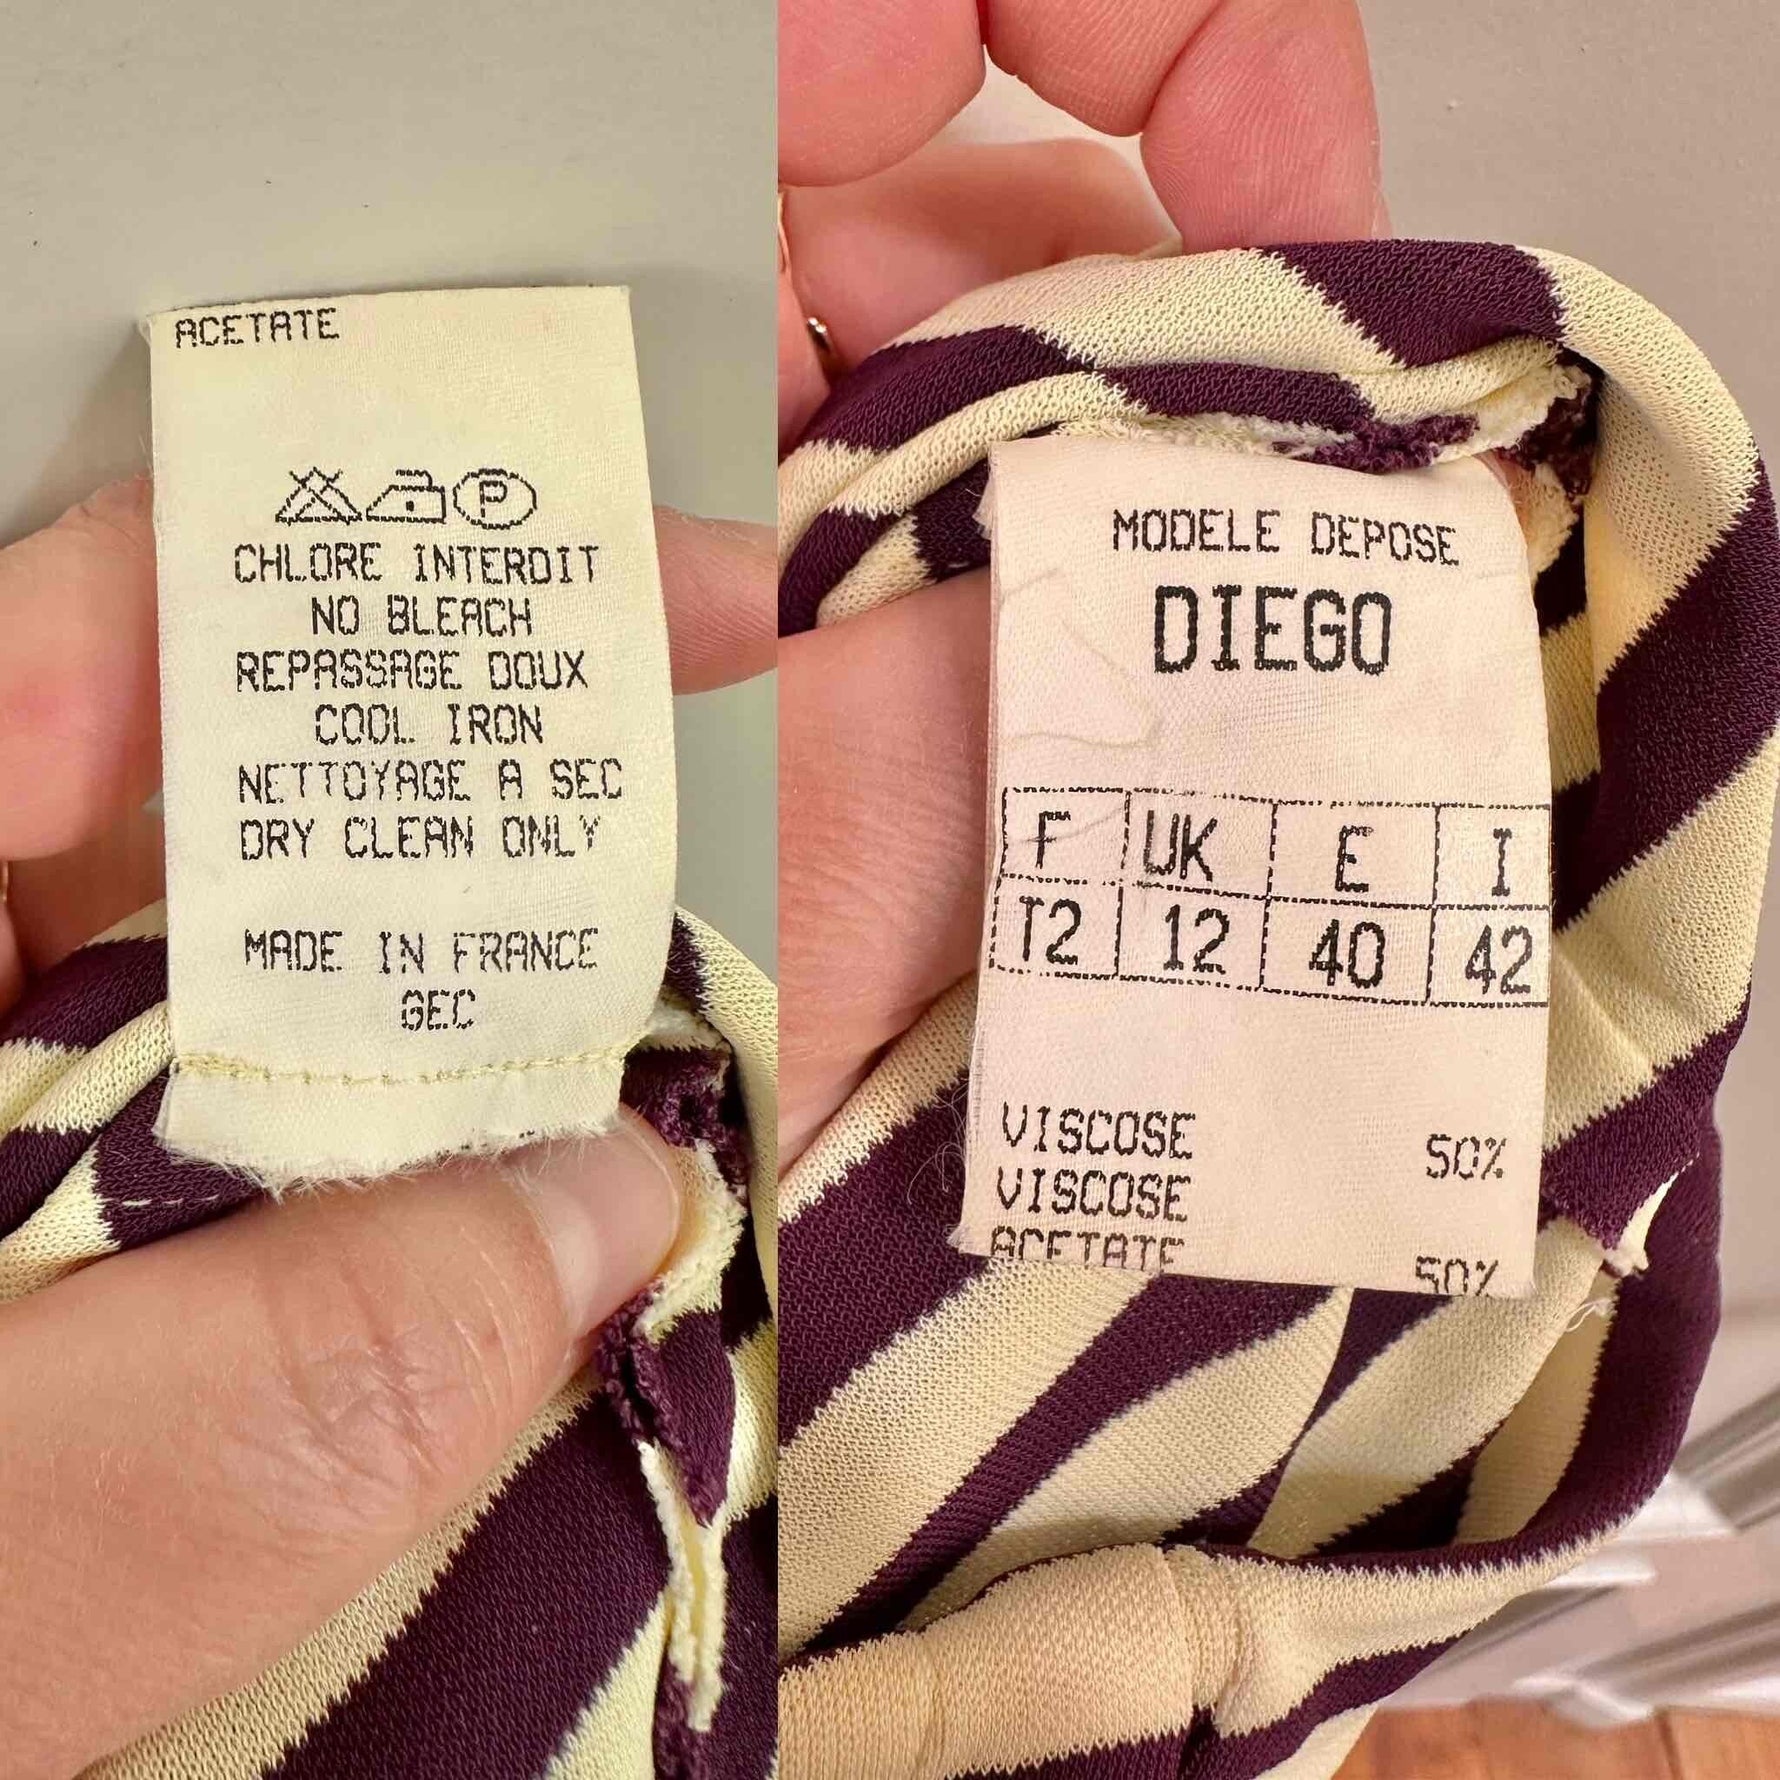 ACETATE
P
CHLORE INTERDIT
NO BLEACH
REPASSAGE DOUX
COOL IRON
NETTOYAGE A SEC
DRY CLEAN ONLY
MADE IN FRANCE
GEC
MODELE DEPOSE
DIEGO
F UK E I
T2 12 40 42
VISCOSE 50%
VISCOSE
ACETATE 50%